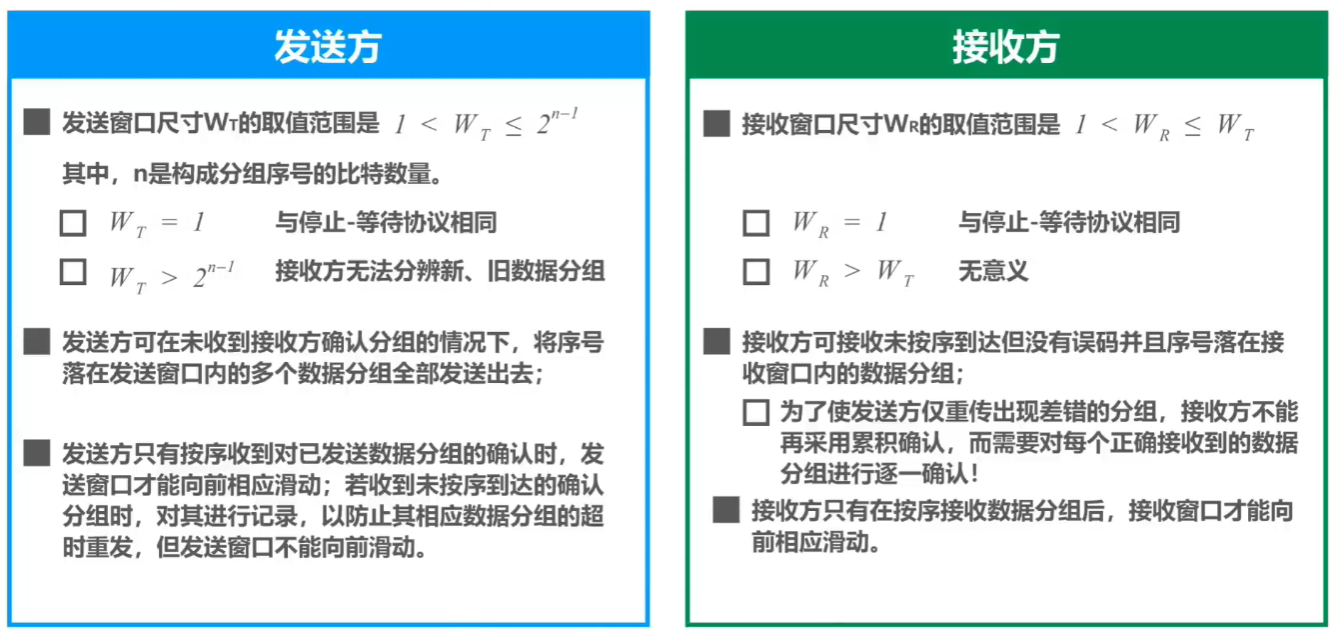 发送方
发送窗口尺寸WT的取值范围是 1 < W_T ≤ 2^{n-1}
其中，n是构成分组序号的比特数量。
W_T = 1 与停止-等待协议相同
W_T > 2^{n-1} 接收方无法分辨新、旧数据分组
发送方可在未收到接收方确认分组的情况下，将序号
落在发送窗口内的多个数据分组全部发送出去；
发送方只有按序收到对已发送数据分组的确认时，发
送窗口才能向前相应滑动；若收到未按序到达的确认
分组时，对其进行记录，以防止其相应数据分组的超
时重发，但发送窗口不能向前滑动。
接收方
接收窗口尺寸WR的取值范围是 1 < W_R ≤ W_T
W_R = 1 与停止-等待协议相同
W_R > W_T 无意义
接收方可接收未按序到达但没有误码并且序号落在接
收窗口内的数据分组；
为了使发送方仅重传出现差错的分组，接收方不能
再采用累积确认，而需要对每个正确接收到的数据
分组进行逐一确认！
接收方只有在按序接收数据分组后，接收窗口才能向
前相应滑动。